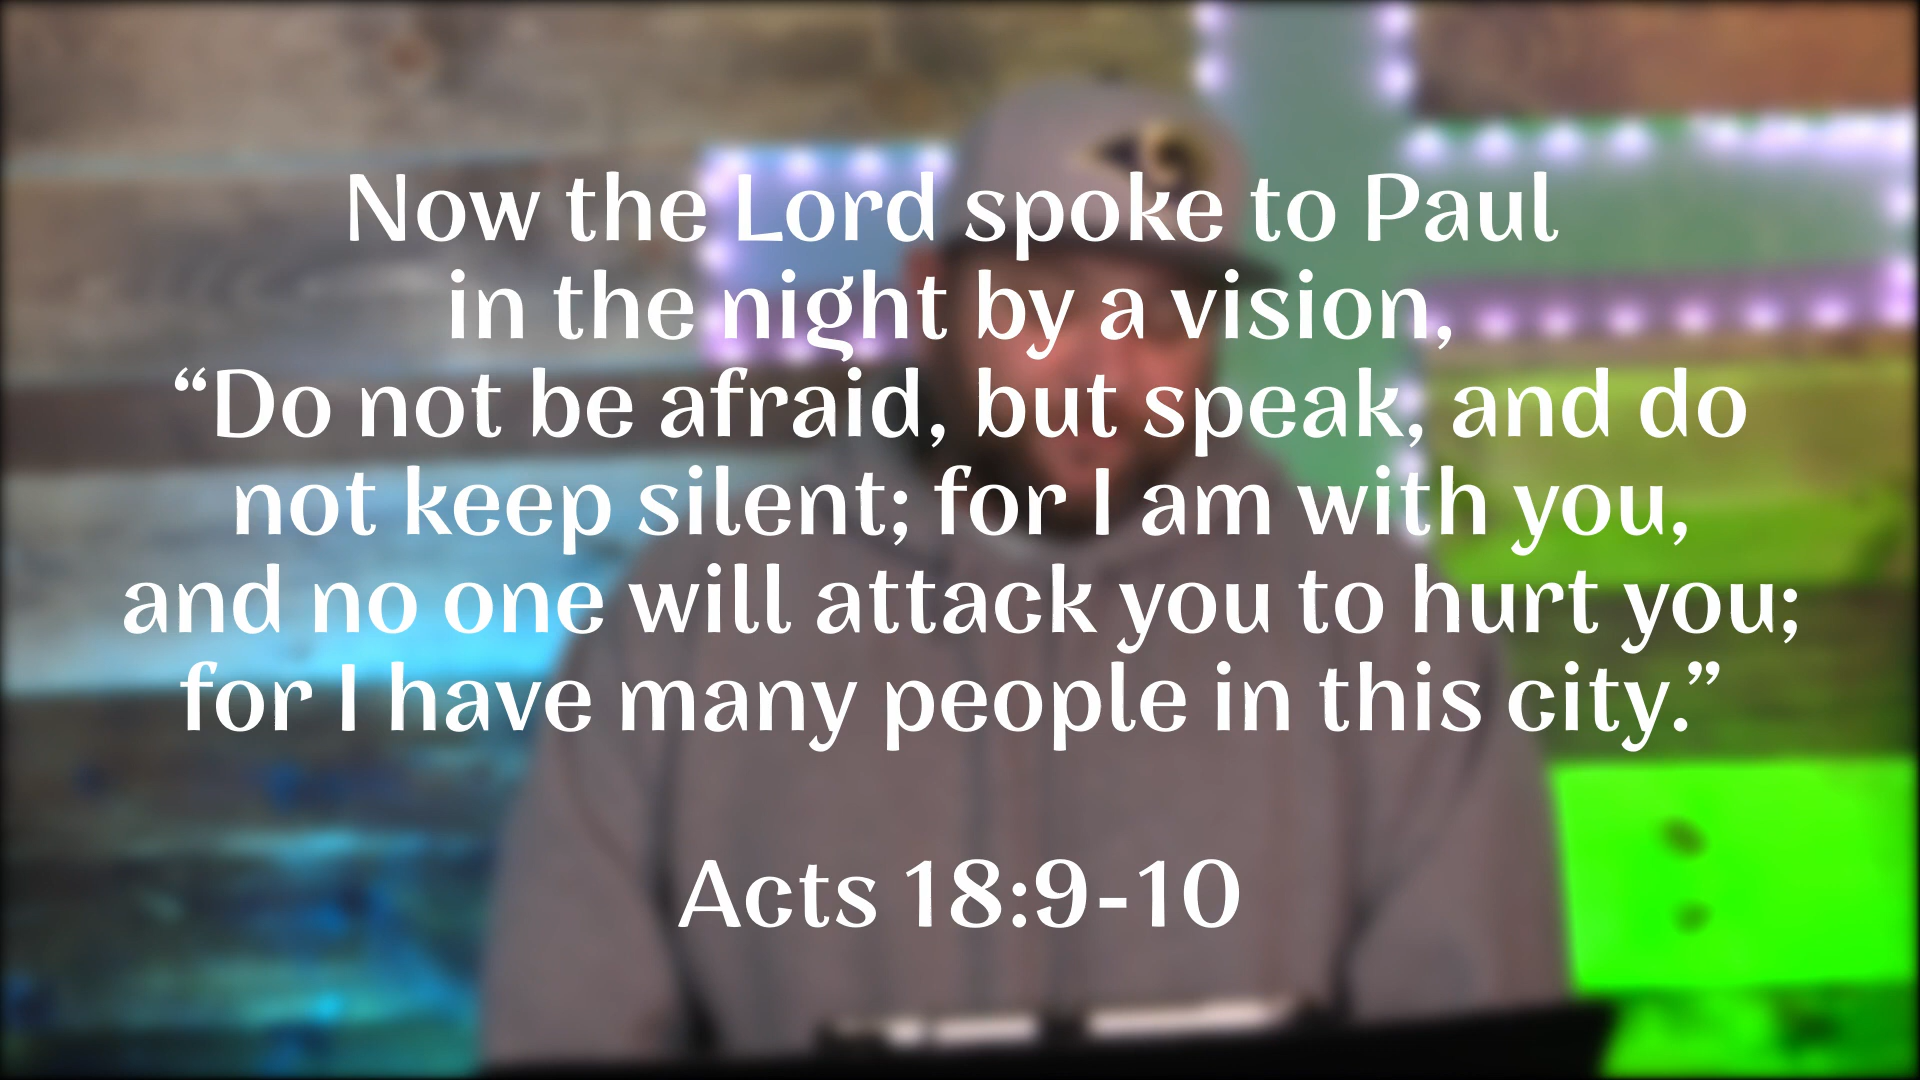 Now the Lord spoke to Paul
in the night by a vision,
“Do not be afraid, but speak, and do
not keep silent; for I am with you,
and no one will attack you to hurt you;
for I have many people in this city.”
Acts 18:9-10